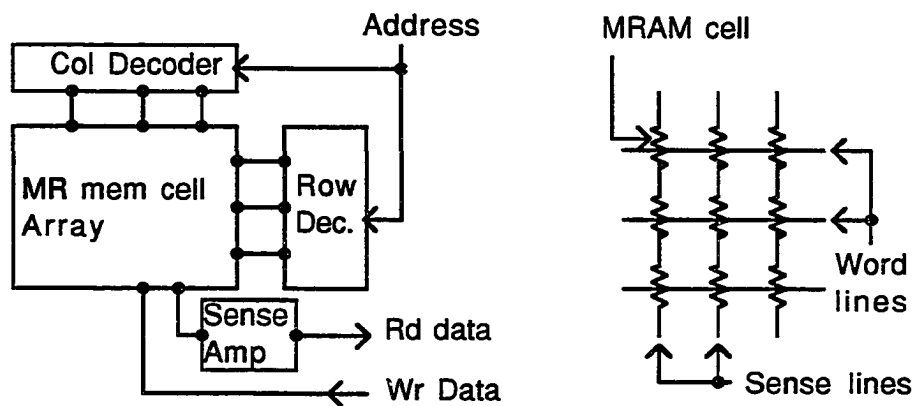 Address
Col Decoder
MR mem cell
Array
Row
Dec.
Sense
Amp
Rd data
Wr Data
MRAM cell
Word
lines
Sense lines